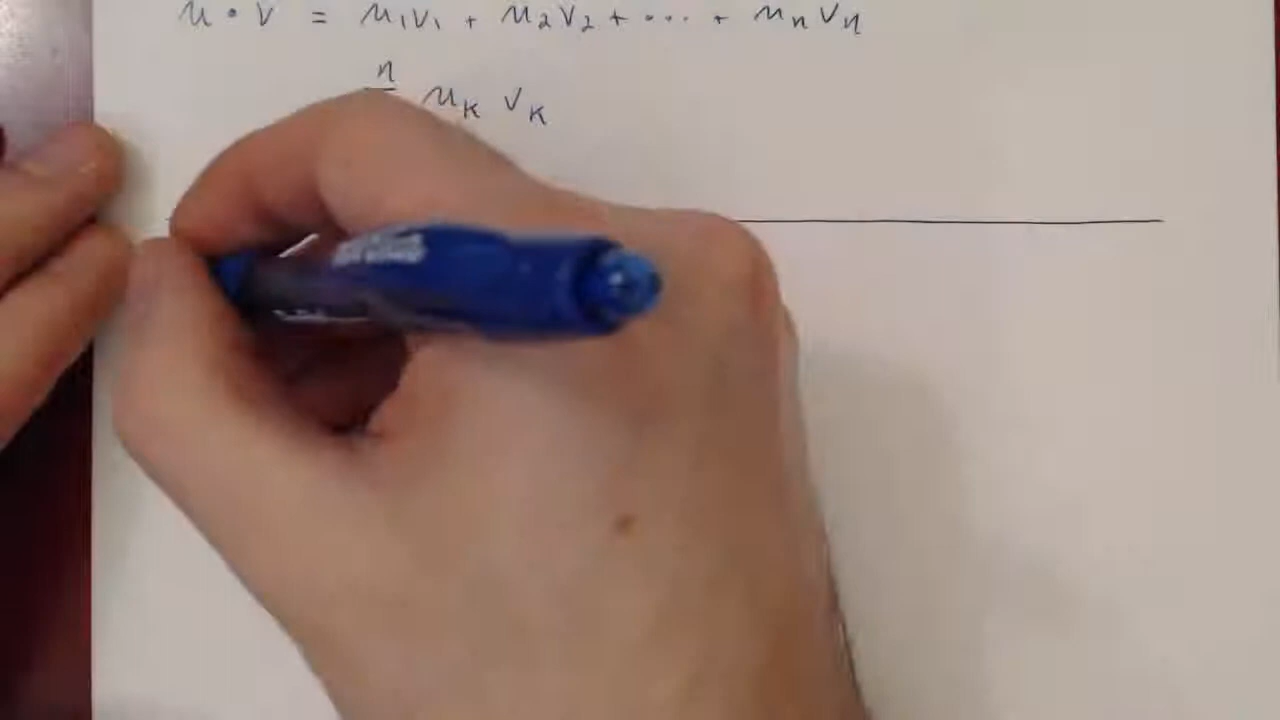 u • v = u₁v₁ + u₂v₂ + ···· + uₙvₙ
n
uₖ vₖ